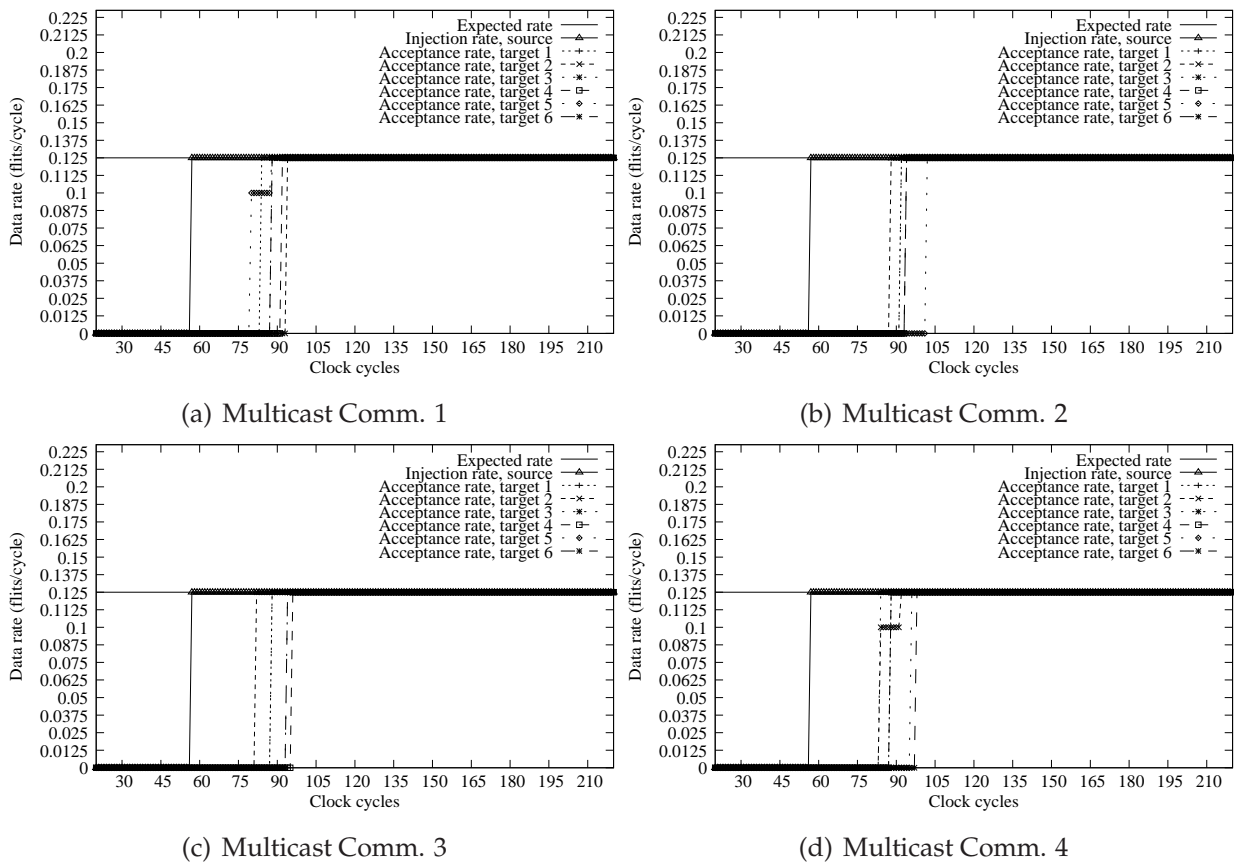 0.225
0.2125
0.2
0.1875
0.175
0.1625
0.15
0.1375
0.125
0.1125
0.1
0.0875
0.075
0.0625
0.05
0.0375
0.025
0.0125
0
Data rate (flits/cycle)
Expected rate
Injection rate, source
Acceptance rate, target 1
Acceptance rate, target 2
Acceptance rate, target 3
Acceptance rate, target 4
Acceptance rate, target 5
Acceptance rate, target 6
30 45 60 75 90 105 120 135 150 165 180 195 210
Clock cycles
(a) Multicast Comm. 1
0.225
0.2125
0.2
0.1875
0.175
0.1625
0.15
0.1375
0.125
0.1125
0.1
0.0875
0.075
0.0625
0.05
0.0375
0.025
0.0125
0
Data rate (flits/cycle)
Expected rate
Injection rate, source
Acceptance rate, target 1
Acceptance rate, target 2
Acceptance rate, target 3
Acceptance rate, target 4
Acceptance rate, target 5
Acceptance rate, target 6
30 45 60 75 90 105 120 135 150 165 180 195 210
Clock cycles
(b) Multicast Comm. 2
0.225
0.2125
0.2
0.1875
0.175
0.1625
0.15
0.1375
0.125
0.1125
0.1
0.0875
0.075
0.0625
0.05
0.0375
0.025
0.0125
0
Data rate (flits/cycle)
Expected rate
Injection rate, source
Acceptance rate, target 1
Acceptance rate, target 2
Acceptance rate, target 3
Acceptance rate, target 4
Acceptance rate, target 5
Acceptance rate, target 6
30 45 60 75 90 105 120 135 150 165 180 195 210
Clock cycles
(c) Multicast Comm. 3
0.225
0.2125
0.2
0.1875
0.175
0.1625
0.15
0.1375
0.125
0.1125
0.1
0.0875
0.075
0.0625
0.05
0.0375
0.025
0.0125
0
Data rate (flits/cycle)
Expected rate
Injection rate, source
Acceptance rate, target 1
Acceptance rate, target 2
Acceptance rate, target 3
Acceptance rate, target 4
Acceptance rate, target 5
Acceptance rate, target 6
30 45 60 75 90 105 120 135 150 165 180 195 210
Clock cycles
(d) Multicast Comm. 4